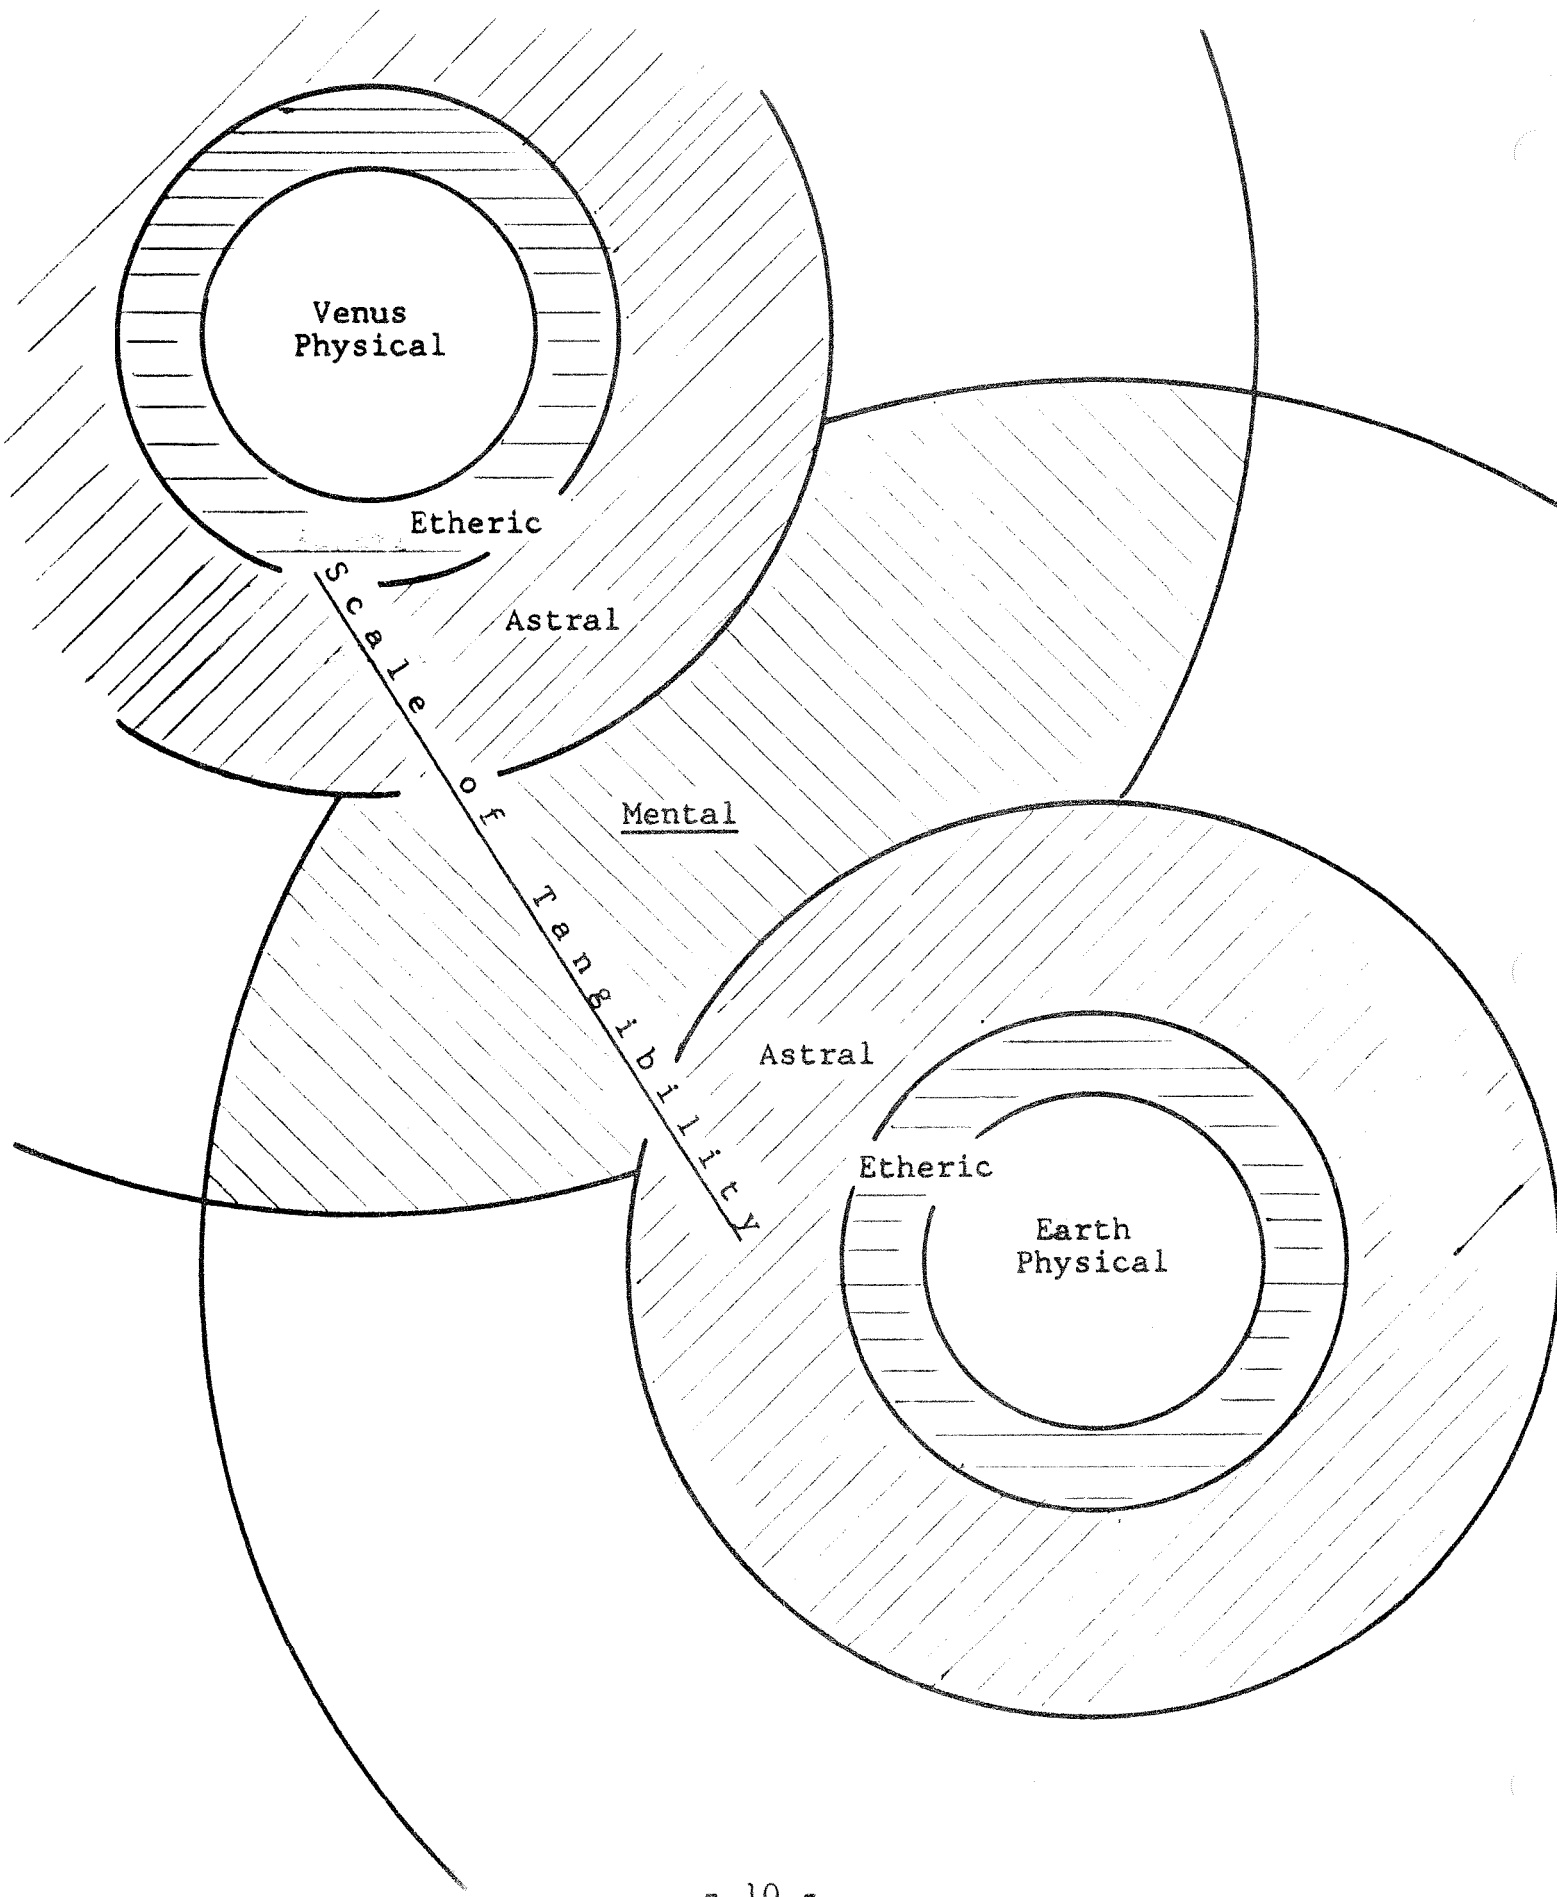 Venus
Physical
Etheric
Astral
Scale of Tangibility
Mental
Astral
Etheric
Earth
Physical
- 10 -